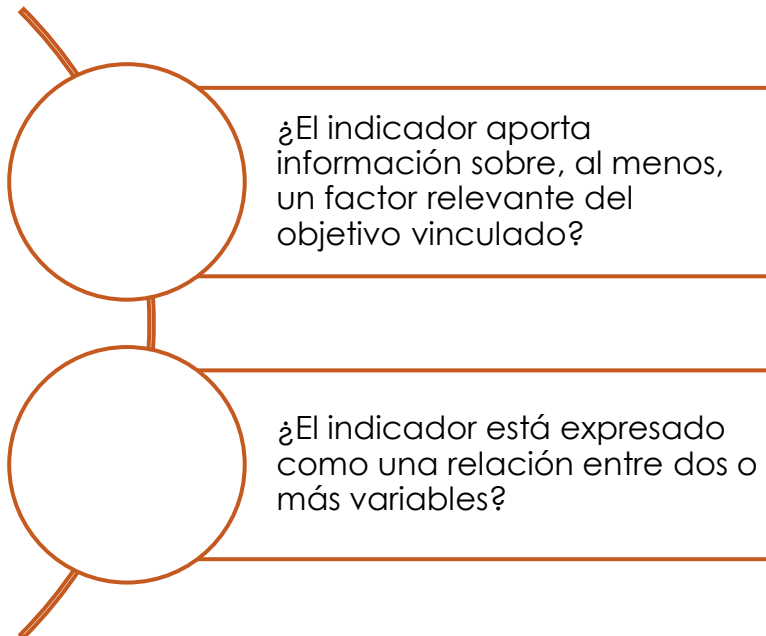 ¿El indicador aporta
información sobre, al menos,
un factor relevante del
objetivo vinculado?
¿El indicador está expresado
como una relación entre dos o
más variables?